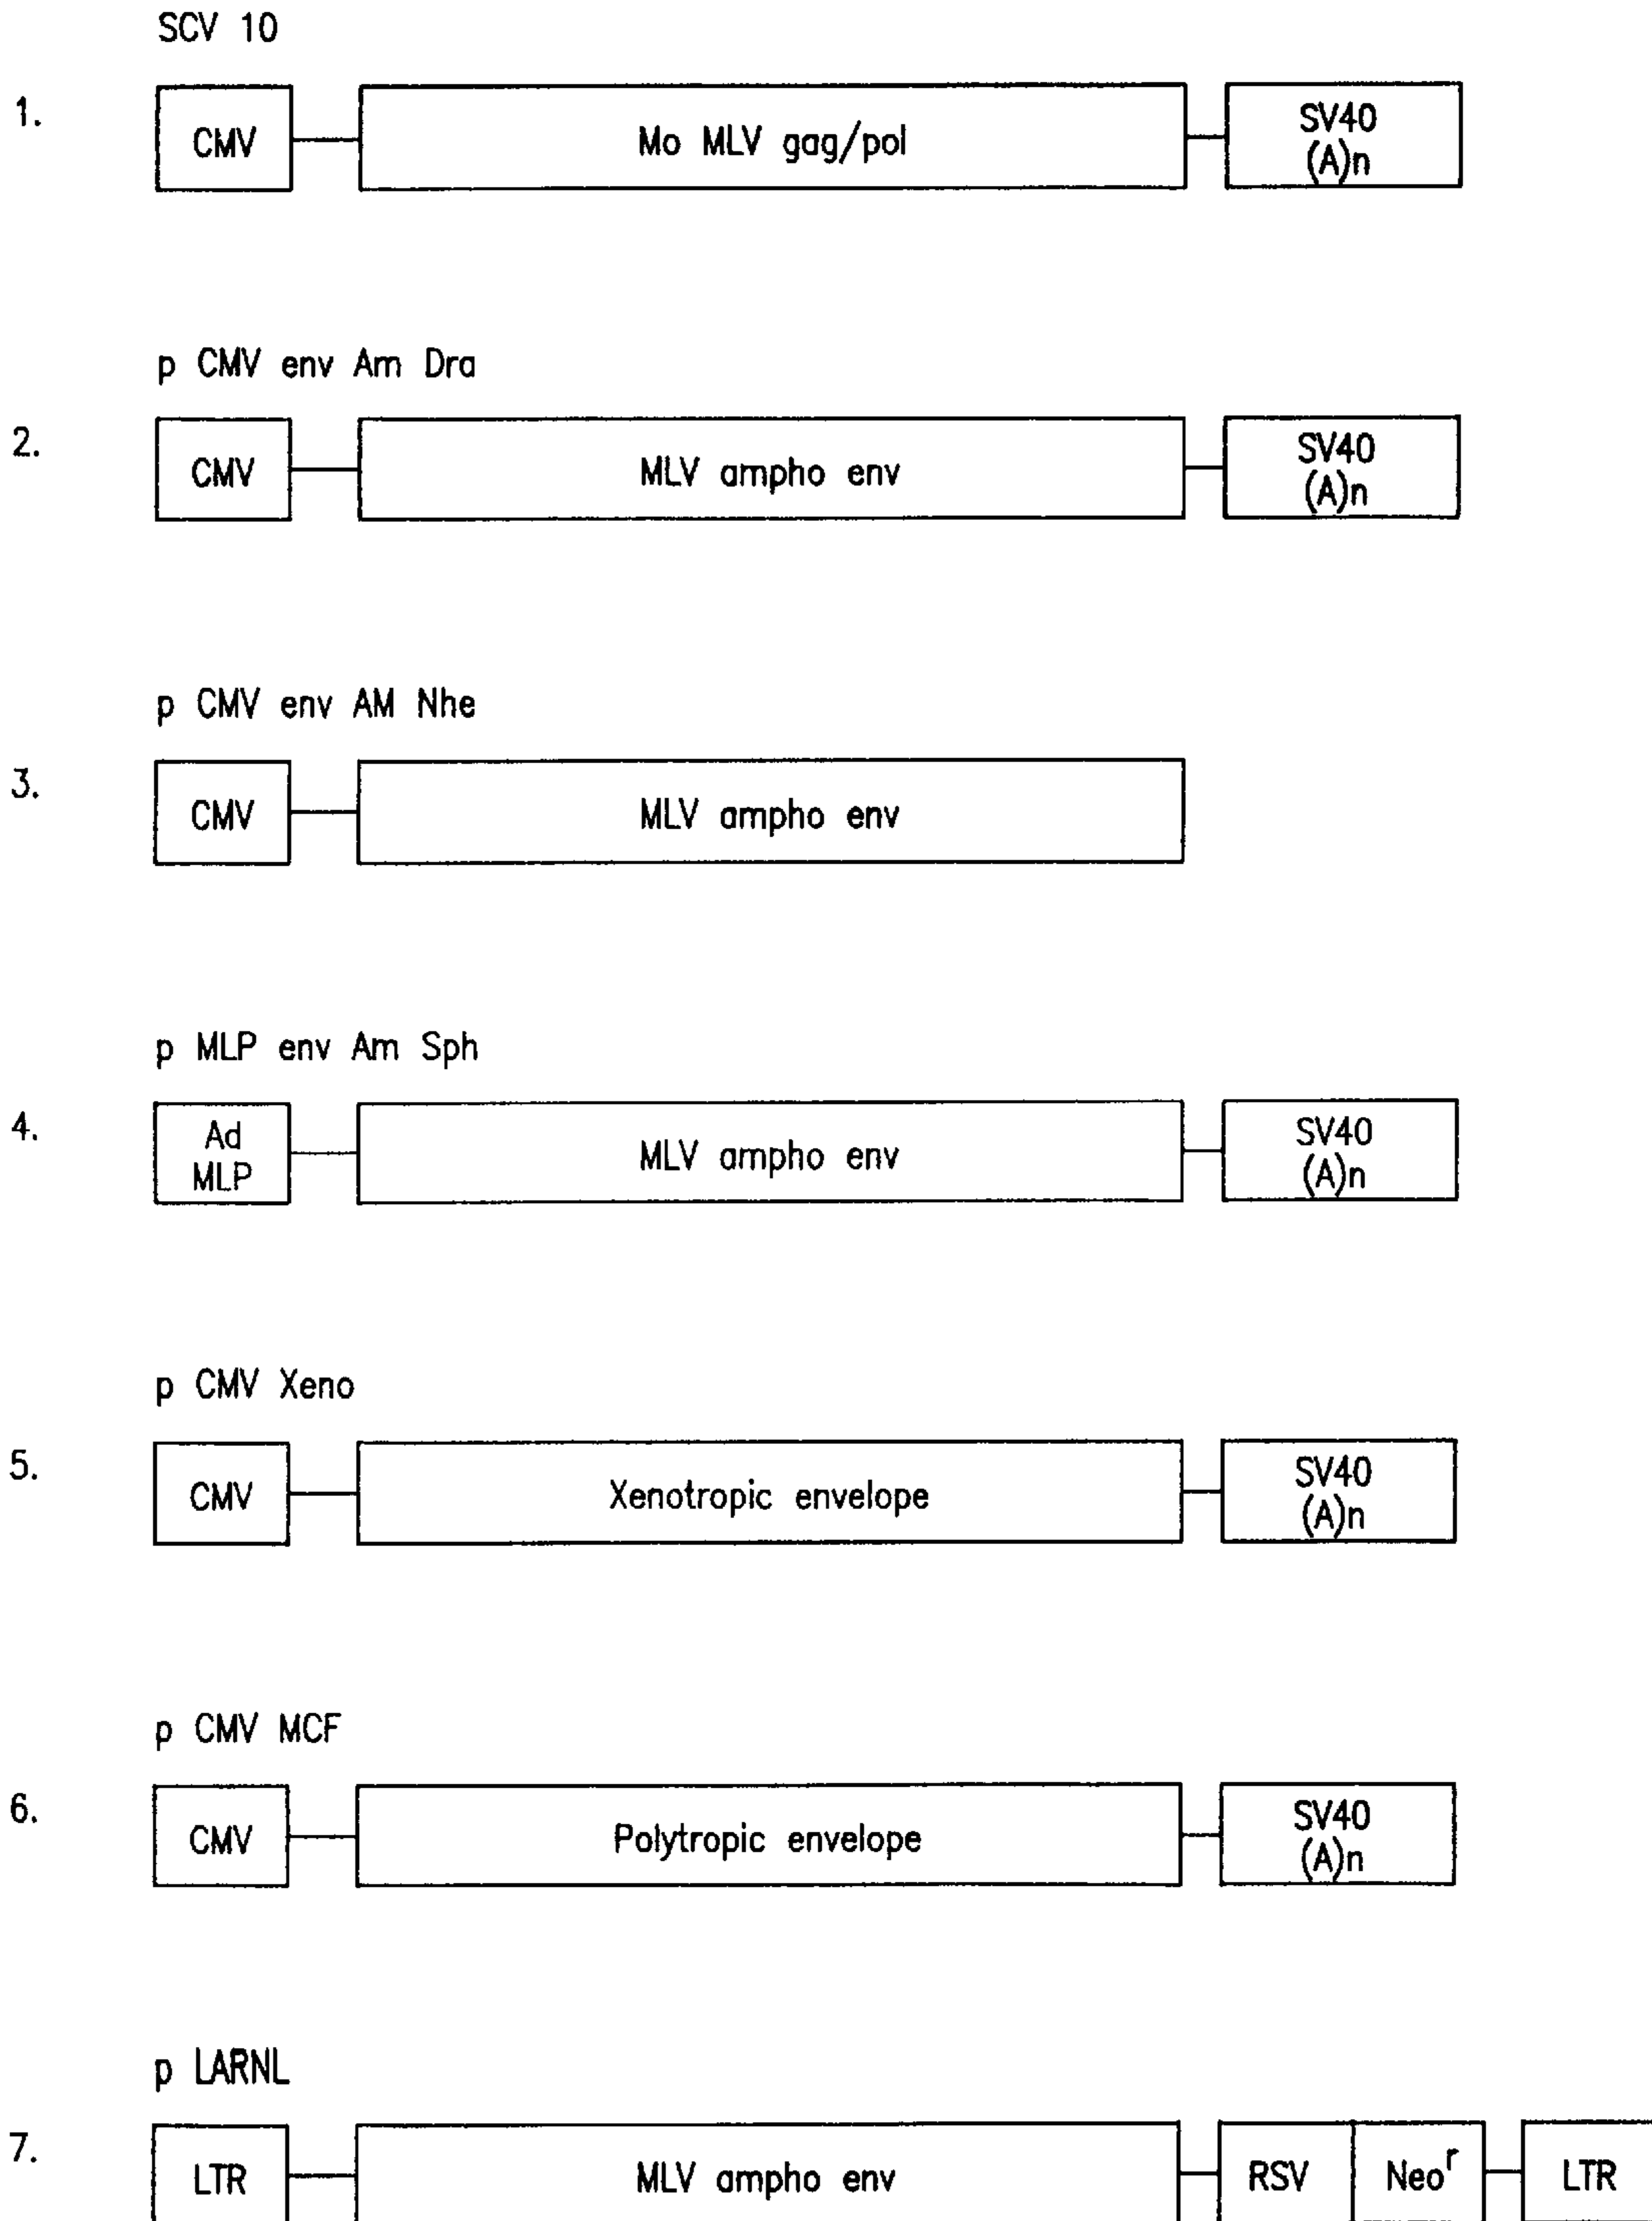 SCV 10
1.
CMV
Mo MLV gag/pol
SV40
(A)n
p CMV env Am Dra
2.
CMV
MLV ampho env
SV40
(A)n
p CMV env AM Nhe
3.
CMV
MLV ampho env
p MLP env Am Sph
4.
Ad
MLP
MLV ampho env
SV40
(A)n
p CMV Xeno
5.
CMV
Xenotropic envelope
SV40
(A)n
p CMV MCF
6.
CMV
Polytropic envelope
SV40
(A)n
p LARNL
7.
LTR
MLV ampho env
RSV
Neoʳ
LTR